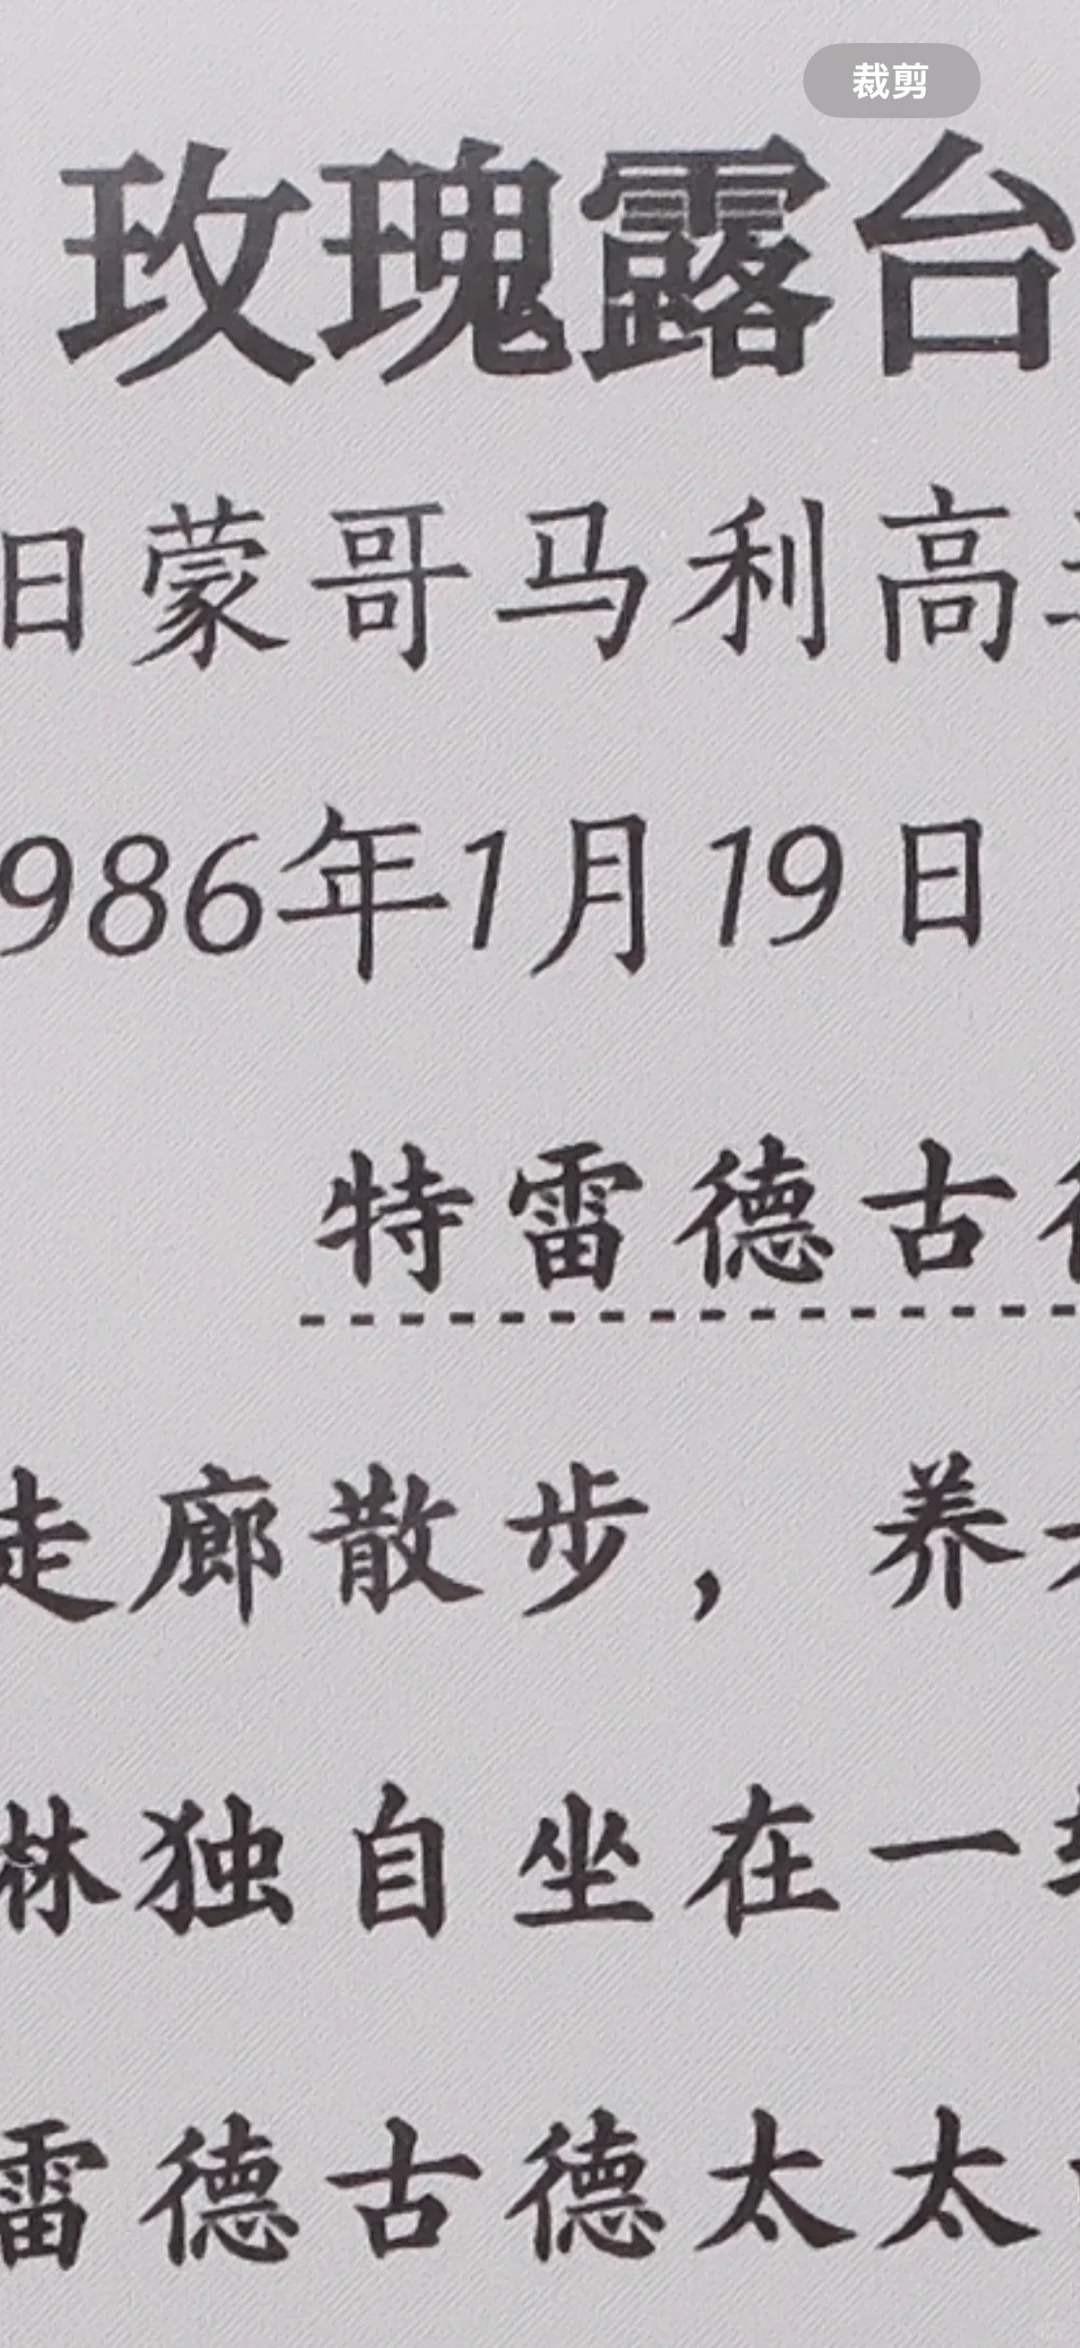 裁剪
玫瑰露台
日蒙哥马利高
986年1月19日
特雷德古
走廊散步，养
琳独自坐在一
雷德古德太太